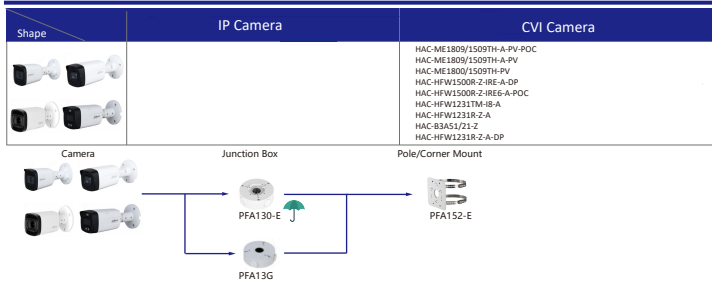 Shape
IP Camera
CVI Camera
HAC-ME1809/1509TH-A-PV-POC
HAC-ME1809/1509TH-A-PV
HAC-ME1800/1509TH-PV
HAC-HFW1500R-Z-IRE-A-DP
HAC-HFW1500R-Z-IRE6-A-POC
HAC-HFW1231TM-I8-A
HAC-HFW1231R-Z-A
HAC-B3A51/21-Z
HAC-HFW1231R-Z-A-DP
Camera
Junction Box
Pole/Corner Mount
PFA130-E
PFA152-E
PFA13G